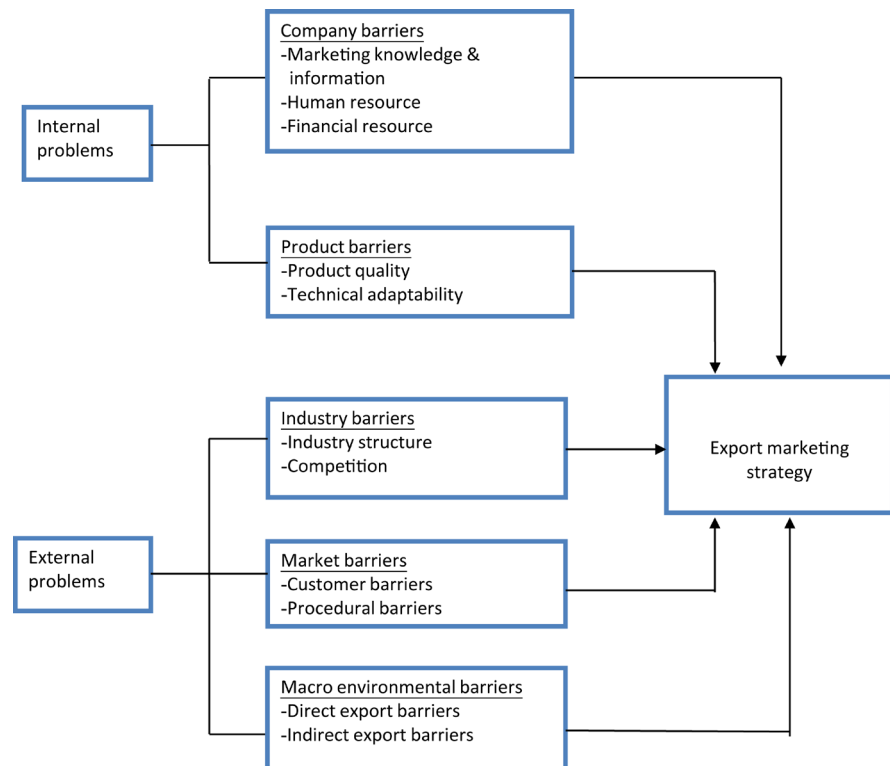 Company barriers
-Marketing knowledge &
information
-Human resource
-Financial resource
Internal
problems
Product barriers
-Product quality
-Technical adaptability
Industry barriers
-Industry structure
-Competition
Export marketing
strategy
External
problems
Market barriers
-Customer barriers
-Procedural barriers
Macro environmental barriers
-Direct export barriers
-Indirect export barriers